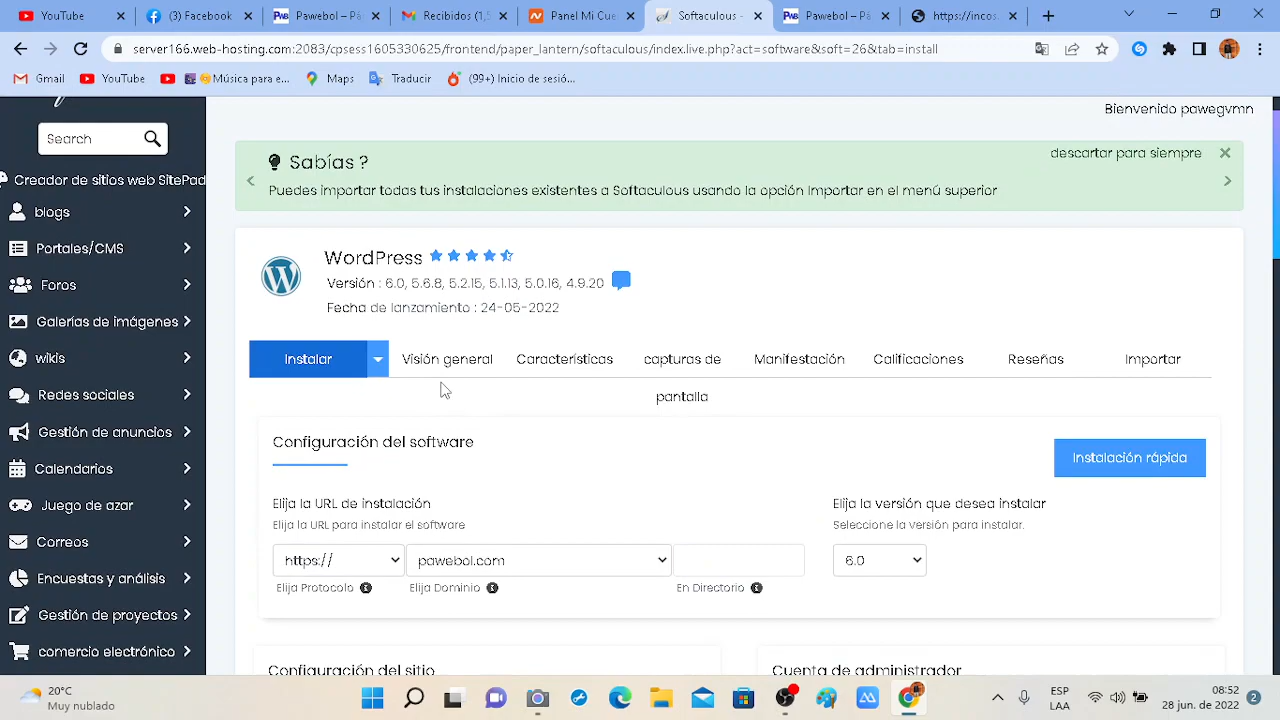 YouTube
(3) Facebook
Pawebol – Pá
Recibidos (1,5
Panel Mi Cue
Softaculous -
Pawebol – Pá
https://incos.
server166.web-hosting.com:2083/cpsess1605330625/frontend/paper_lantern/softaculous/index.live.php?act=software&soft=26&tab=install
Gmail
YouTube
Música para e...
Maps
Traducir
(99+) Inicio de sesió...
Bienvenido pawegvmn
Search
Creador de sitios web SitePad
blogs
Portales/CMS
Foros
Galerías de imágenes
wikis
Redes sociales
Gestión de anuncios
Calendarios
Juego de azar
Correos
Encuestas y análisis
Gestión de proyectos
comercio electrónico
Sabías ?
descartar para siempre
Puedes importar todas tus instalaciones existentes a Softaculous usando la opción Importar en el menú superior
WordPress
Versión : 6.0, 5.6.8, 5.2.15, 5.1.13, 5.0.16, 4.9.20
Fecha de lanzamiento : 24-05-2022
Instalar
Visión general
Características
capturas de
pantalla
Manifestación
Calificaciones
Reseñas
Importar
Configuración del software
Instalación rápida
Elija la URL de instalación
Elija la URL para instalar el software
Elija la versión que desea instalar
Seleccione la versión para instalar.
https://
pawebol.com
6.0
Elija Protocolo
Elija Dominio
En Directorio
Configuración del sitio
Cuenta de administrador
20°C
Muy nublado
ESP
LAA
08:52
28 jun. de 2022
2